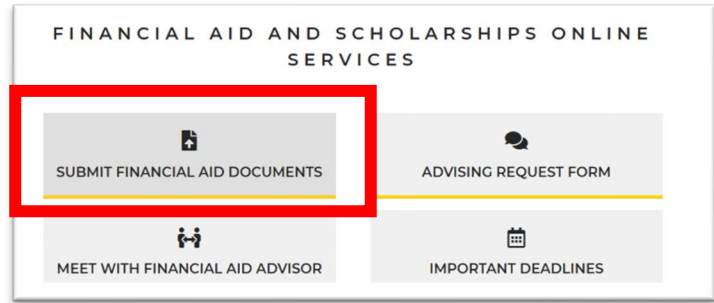 FINANCIAL AID AND SCHOLARSHIPS ONLINE
SERVICES
SUBMIT FINANCIAL AID DOCUMENTS
ADVISING REQUEST FORM
MEET WITH FINANCIAL AID ADVISOR
IMPORTANT DEADLINES